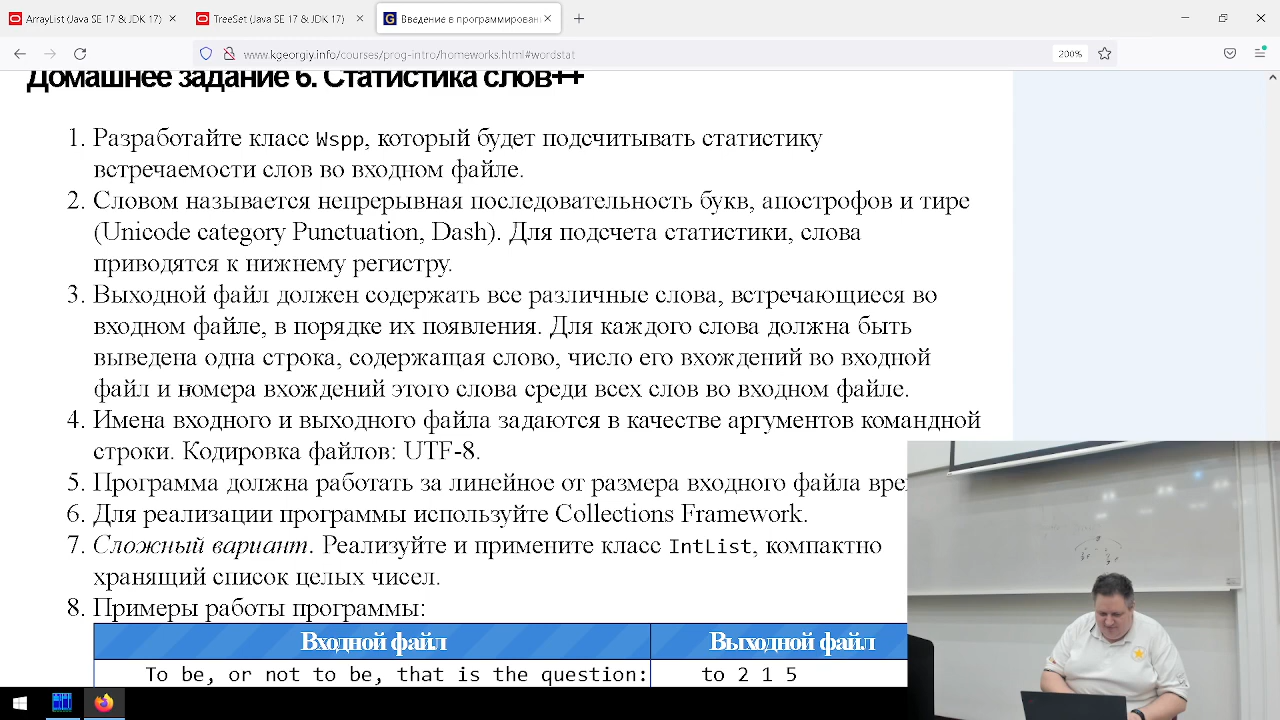 ArrayList (Java SE 17 & JDK 17)
TreeSet (Java SE 17 & JDK 17)
Введение в программирован
www.kgeorgiy.info/courses/prog-intro/homeworks.html#wordstat
200%
Домашнее задание 6. Статистика слов++
1. Разработайте класс Wspp, который будет подсчитывать статистику
встречаемости слов во входном файле.
2. Словом называется непрерывная последовательность букв, апострофов и тире
(Unicode category Punctuation, Dash). Для подсчета статистики, слова
приводятся к нижнему регистру.
3. Выходной файл должен содержать все различные слова, встречающиеся во
входном файле, в порядке их появления. Для каждого слова должна быть
выведена одна строка, содержащая слово, число его вхождений во входной
файл и номера вхождений этого слова среди всех слов во входном файле.
4. Имена входного и выходного файла задаются в качестве аргументов командной
строки. Кодировка файлов: UTF-8.
5. Программа должна работать за линейное от размера входного файла вре
6. Для реализации программы используйте Collections Framework.
7. Сложный вариант. Реализуйте и примените класс IntList, компактно
хранящий список целых чисел.
8. Примеры работы программы:
Входной файл
Выходной файл
To be, or not to be, that is the question:
to 2 1 5